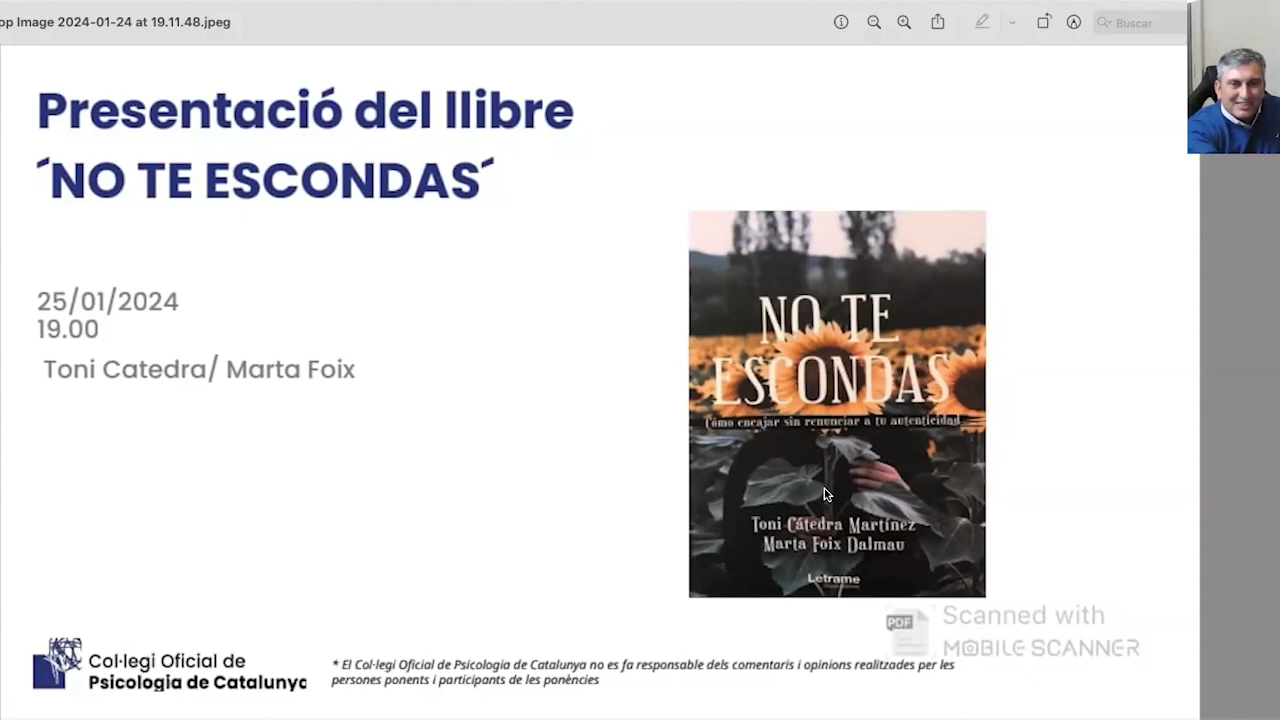 pp Image 2024-01-24 at 19.11.48.jpeg
Buscar
Presentació del llibre
´NO TE ESCONDAS´
25/01/2024
19.00
Toni Catedra/ Marta Foix
NO TE
ESCONDAS
Cómo encajar sin renunciar a tu autenticidad
Toni Cátedra Martínez
Marta Foix Dalmau
Letrame
PDF
Scanned with
MOBILE SCANNER
Col·legi Oficial de
Psicologia de Catalunya
* El Col·legi Oficial de Psicologia de Catalunya no es fa responsable dels comentaris i opinions realitzades per les
persones ponents i participants de les ponències